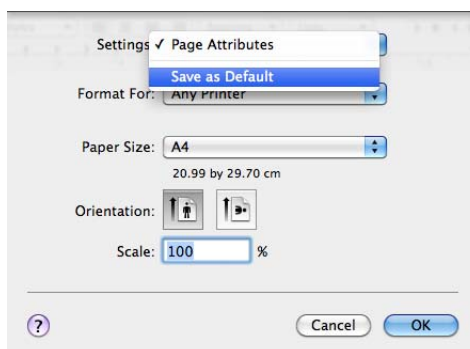 Settings ✓ Page Attributes
Save as Default
Format For: Any Printer
Paper Size: A4
20.99 by 29.70 cm
Orientation:
Scale: 100 %
? Cancel OK